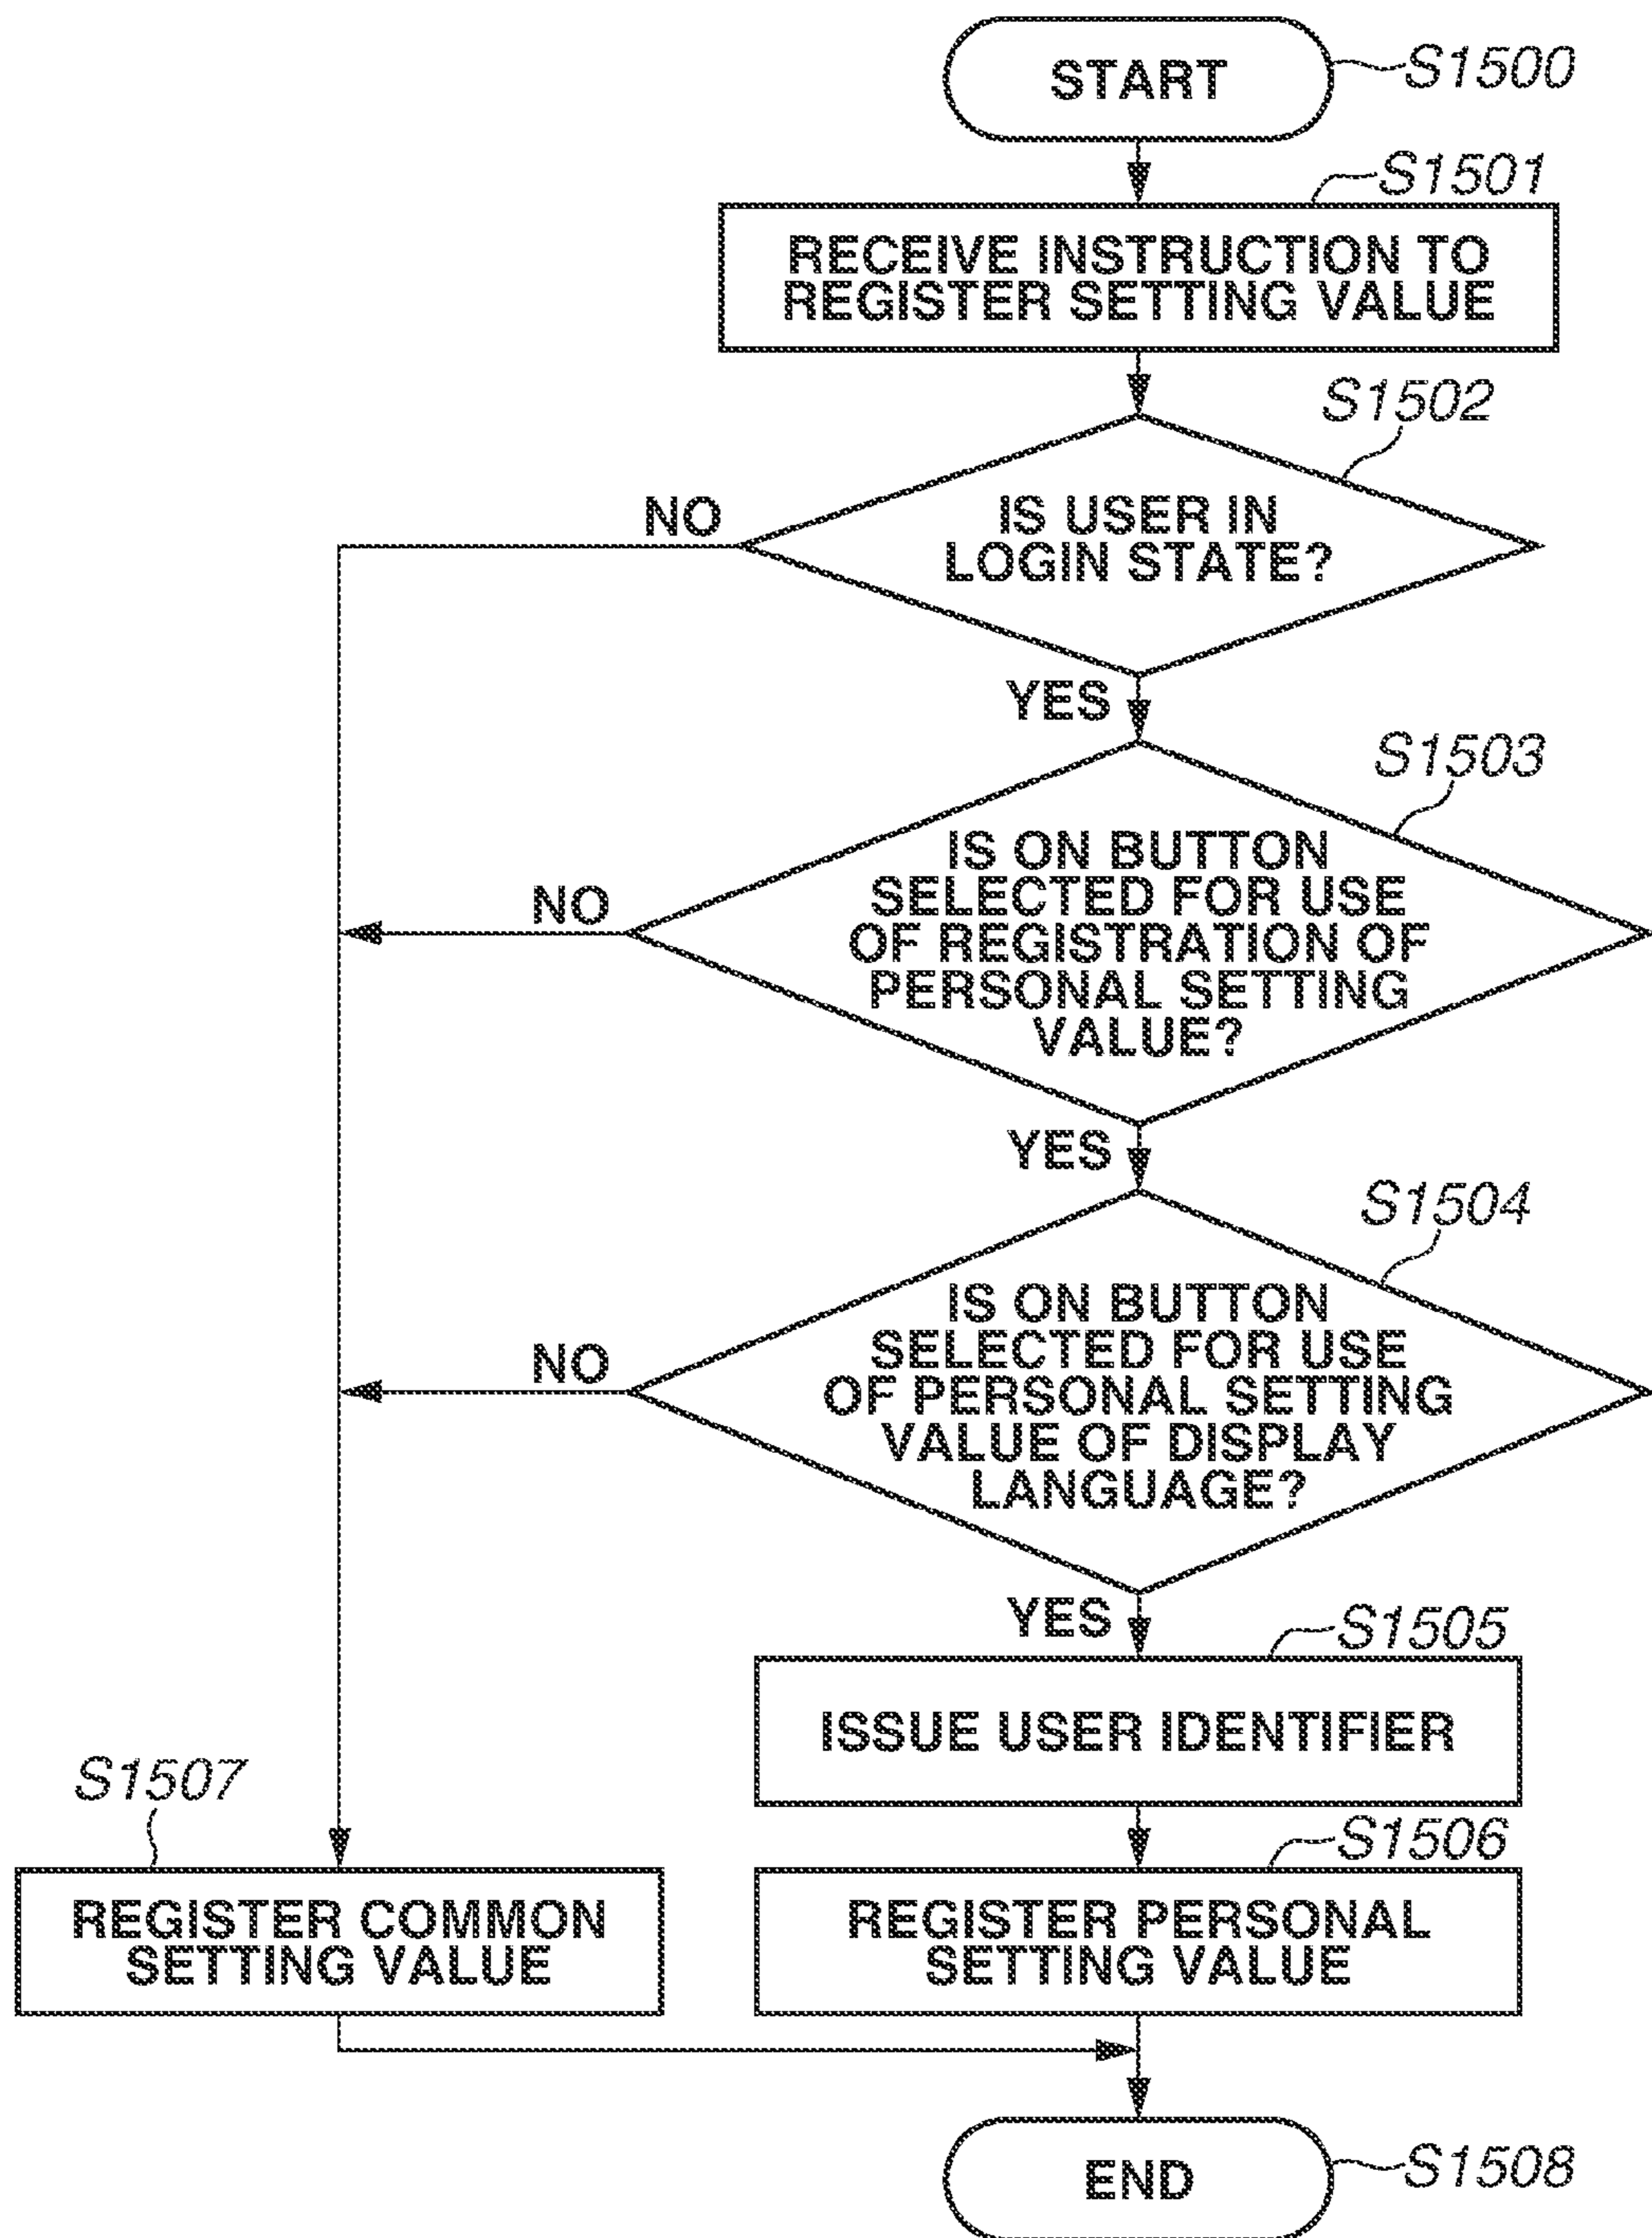 START
S1500
S1501
RECEIVE INSTRUCTION TO
REGISTER SETTING VALUE
S1502
NO
IS USER IN
LOGIN STATE?
YES
S1503
NO
IS ON BUTTON
SELECTED FOR USE
OF REGISTRATION OF
PERSONAL SETTING
VALUE?
YES
S1504
NO
IS ON BUTTON
SELECTED FOR USE
OF PERSONAL SETTING
VALUE OF DISPLAY
LANGUAGE?
YES
S1505
ISSUE USER IDENTIFIER
S1507
S1506
REGISTER COMMON
SETTING VALUE
REGISTER PERSONAL
SETTING VALUE
END
S1508